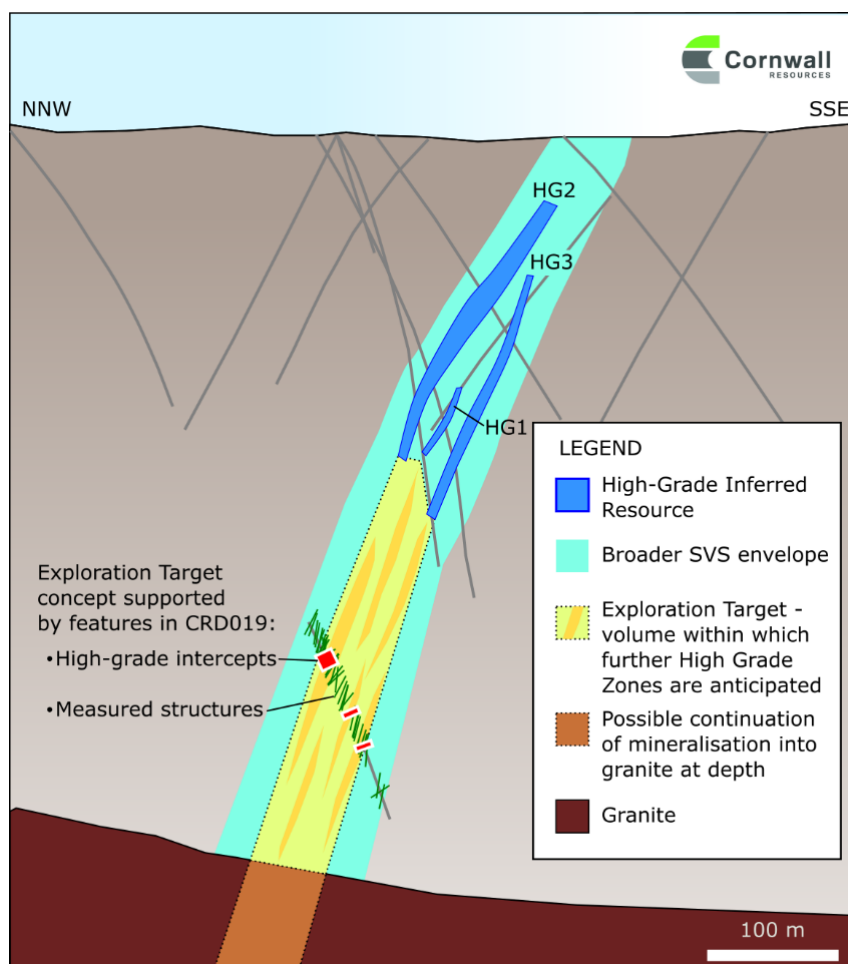 Cornwall
RESOURCES
NNW
SSE
HG2
HG3
HG1
LEGEND
High-Grade Inferred
Resource
Broader SVS envelope
Exploration Target -
volume within which
further High Grade
Zones are anticipated
Possible continuation
of mineralisation into
granite at depth
Granite
Exploration Target
concept supported
by features in CRD019:
•High-grade intercepts
•Measured structures
100 m